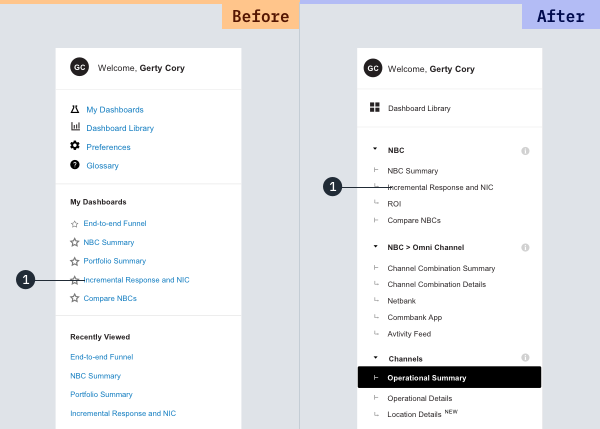 Before
GC Welcome, Gerty Cory
My Dashboards
Dashboard Library
Preferences
? Glossary
My Dashboards
End-to-end Funnel
NBC Summary
Portfolio Summary
1 Incremental Response and NIC
Compare NBCs
Recently Viewed
End-to-end Funnel
NBC Summary
Portfolio Summary
Incremental Response and NIC
After
GC Welcome, Gerty Cory
Dashboard Library
NBC i
NBC Summary
1 Incremental Response and NIC
ROI
Compare NBCs
NBC > Omni Channel i
Channel Combination Summary
Channel Combination Details
Netbank
Commbank App
Avtivity Feed
Channels i
Operational Summary
Operational Details
Location Details NEW